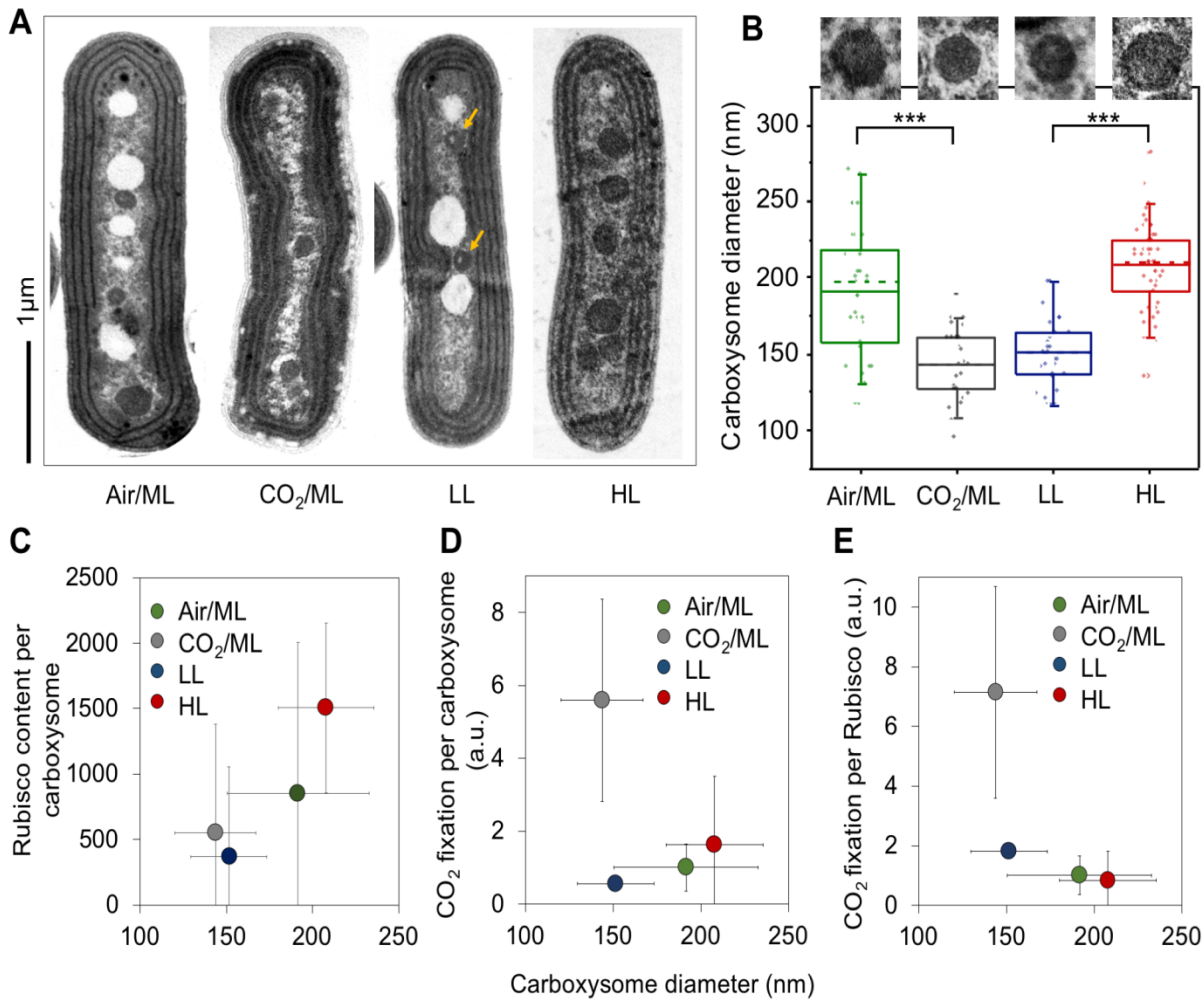 A
1µm
Air/ML
CO₂/ML
LL
HL
B
Carboxysome diameter (nm)
300
250
200
150
100
***
***
Air/ML
CO₂/ML
LL
HL
C
Rubisco content per
carboxysome
2500
2000
1500
1000
500
0
Air/ML
CO₂/ML
LL
HL
100
150
200
250
D
CO₂ fixation per carboxysome
(a.u.)
8
6
4
2
0
Air/ML
CO₂/ML
LL
HL
100
150
200
250
E
CO₂ fixation per Rubisco (a.u.)
10
8
6
4
2
0
Air/ML
CO₂/ML
LL
HL
100
150
200
250
Carboxysome diameter (nm)